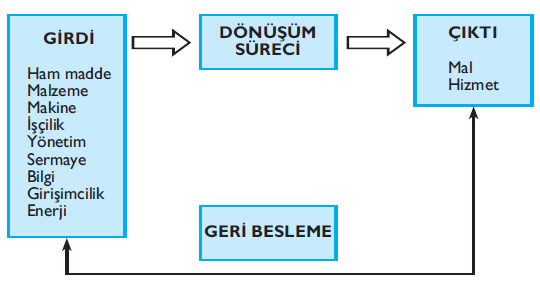 GİRDİ
Ham madde
Malzeme
Makine
İşçilik
Yönetim
Sermaye
Bilgi
Girişimcilik
Enerji
DÖNÜŞÜM
SÜRECİ
ÇIKTI
Mal
Hizmet
GERİ BESLEME